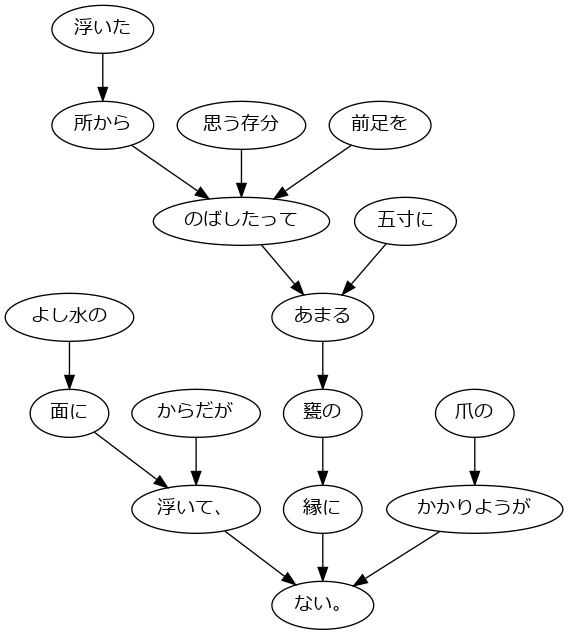 浮いた
所から
思う存分
前足を
のばしたって
五寸に
よし水の
あまる
面に
からだが
甕の
爪の
浮いて、
縁に
かかりようが
ない。